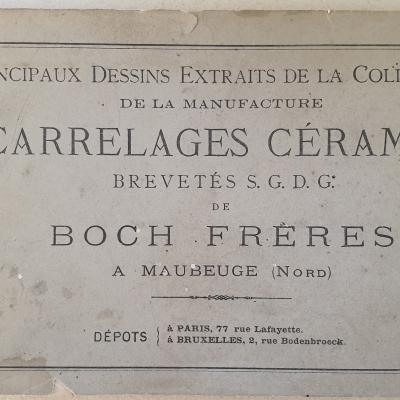 NCIPAUX DESSINS EXTRAITS DE LA COL
DE LA MANUFACTURE
CARRELAGES CÉRAM
BREVETÉS S. G. D. G.
DE
BOCH FRÈRES
A MAUBEUGE (NORD)
DÉPOTS
à PARIS, 77 rue Lafayette.
à BRUXELLES, 2, rue Bodenbroeck.